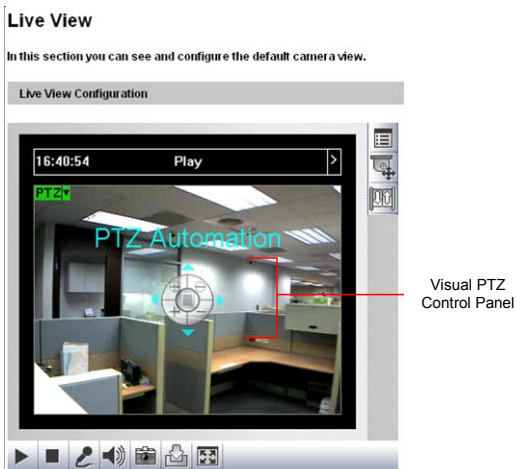 Live View
In this section you can see and configure the default camera view.
Live View Configuration
16:40:54 Play >
PTZ▼
PTZ Automation
Visual PTZ
Control Panel